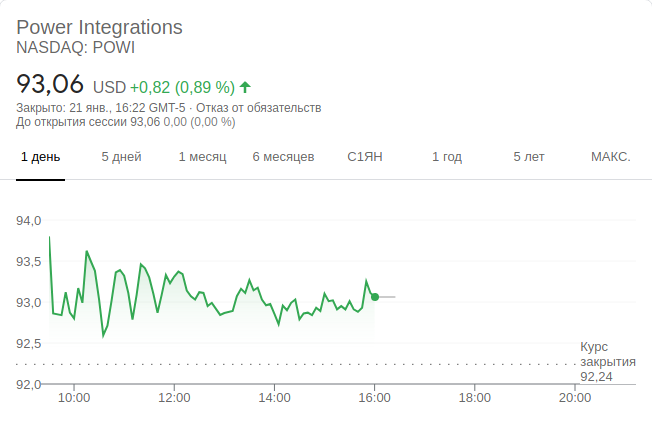 Power Integrations
NASDAQ: POWI
93,06 USD +0,82 (0,89 %)
Закрыто: 21 янв., 16:22 GMT-5 · Отказ от обязательств
До открытия сессии 93,06 0,00 (0,00 %)
1 день 5 дней 1 месяц 6 месяцев С1ЯН 1 год 5 лет МАКС.
94,0
93,5
93,0
92,5
Курс
закрытия
92,24
92,0
10:00 12:00 14:00 16:00 18:00 20:00